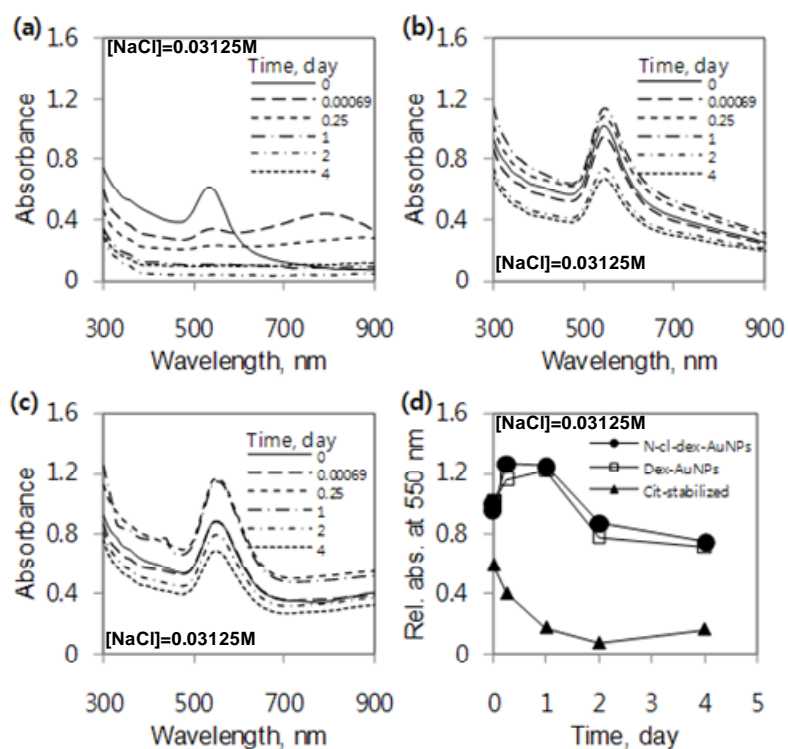 (a)
[NaCl]=0.03125M
Absorbance
1.6
1.2
0.8
0.4
0
Time, day
0
0.00069
0.25
1
2
4
300 500 700 900
Wavelength, nm
(b)
Absorbance
1.6
1.2
0.8
0.4
0
Time, day
0
0.00069
0.25
1
2
4
[NaCl]=0.03125M
300 500 700 900
Wavelength, nm
(c)
Absorbance
1.6
1.2
0.8
0.4
0
Time, day
0
0.00069
0.25
1
2
4
[NaCl]=0.03125M
300 500 700 900
Wavelength, nm
(d)
[NaCl]=0.03125M
Rel. abs. at 550 nm
1.6
1.2
0.8
0.4
0
N-cl-dex-AuNPs
Dex-AuNPs
Cit-stabilized
0 1 2 3 4 5
Time, day